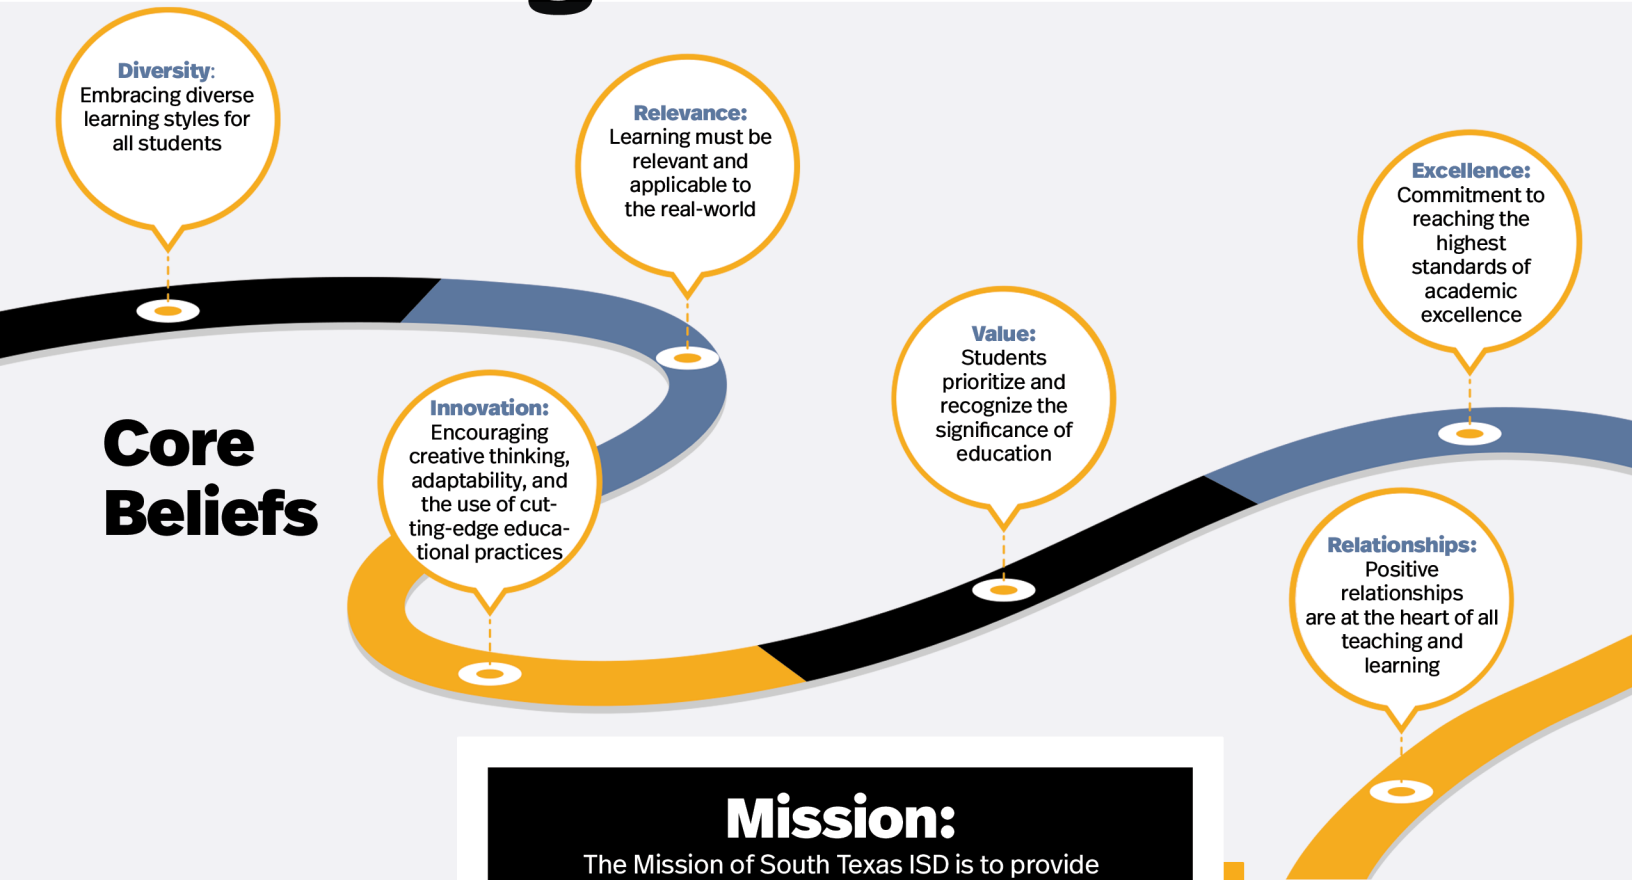 Diversity:
Embracing diverse
learning styles for
all students
Relevance:
Learning must be
relevant and
applicable to
the real-world
Excellence:
Commitment to
reaching the
highest
standards of
academic
excellence
Value:
Students
prioritize and
recognize the
significance of
education
Innovation:
Encouraging
creative thinking,
adaptability, and
the use of cut-
ting-edge educa-
tional practices
Core
Beliefs
Relationships:
Positive
relationships
are at the heart of all
teaching and
learning
Mission:
The Mission of South Texas ISD is to provide